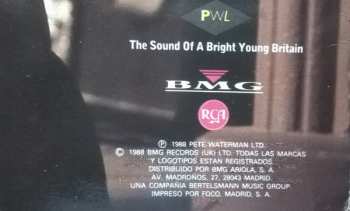 PWL
The Sound Of A Bright Young Britain
BMG
RCA
Ⓟ 1988 PETE WATERMAN LTD.
© 1988 BMG RECORDS (UK) LTD. TODAS LAS MARCAS
Y LOGOTIPOS ESTAN REGISTRADOS.
DISTRIBUIDO POR BMG ARIOLA, S. A.
AV. MADROÑOS, 27, 28043 MADRID.
UNA COMPAÑIA BERTELSMANN MUSIC GROUP.
IMPRESO POR FOCO. MADRID, S. A.